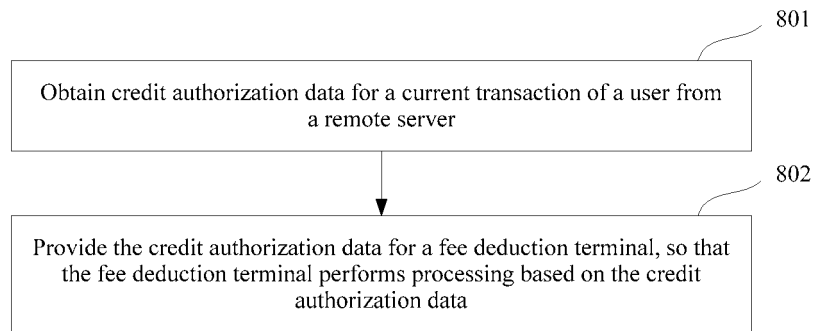 801
Obtain credit authorization data for a current transaction of a user from
a remote server
802
Provide the credit authorization data for a fee deduction terminal, so that
the fee deduction terminal performs processing based on the credit
authorization data